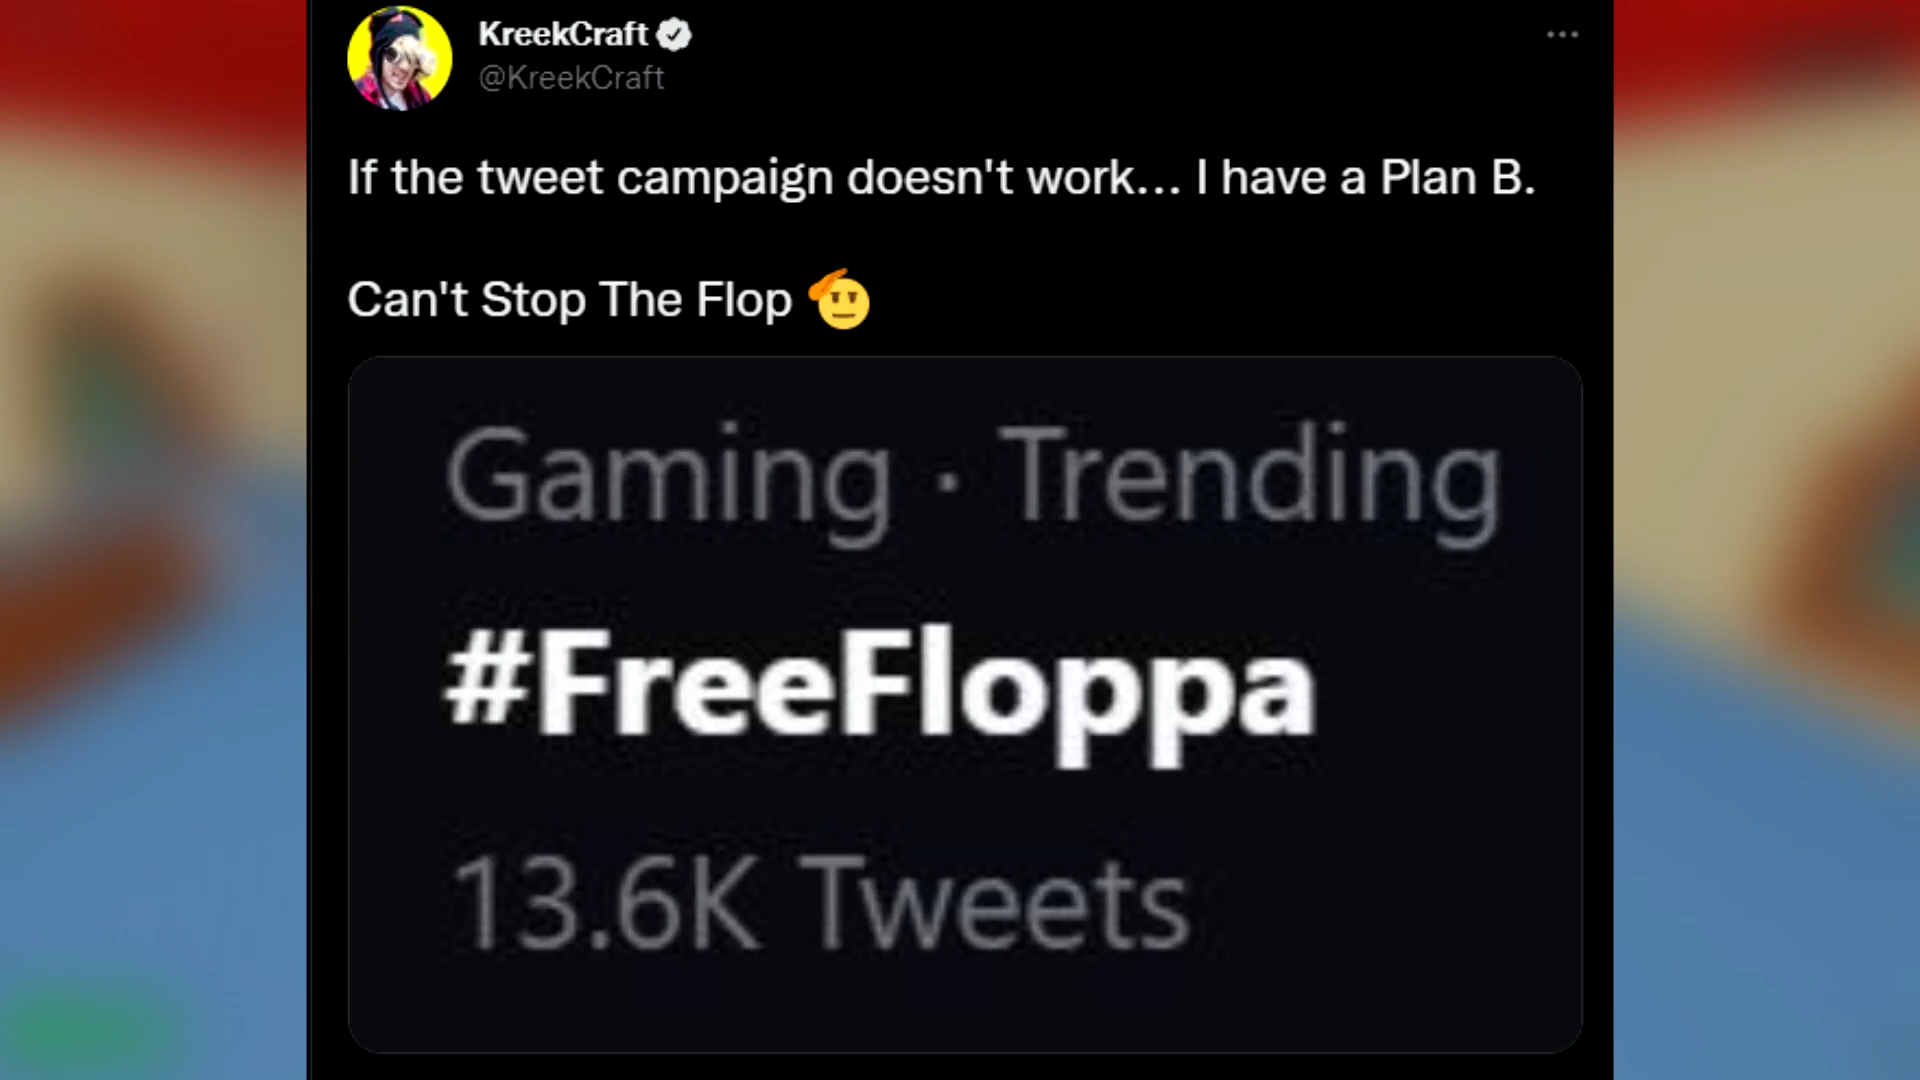 KreekCraft
@KreekCraft
If the tweet campaign doesn't work... I have a Plan B.
Can't Stop The Flop 🫡
Gaming · Trending
#FreeFloppa
13.6K Tweets